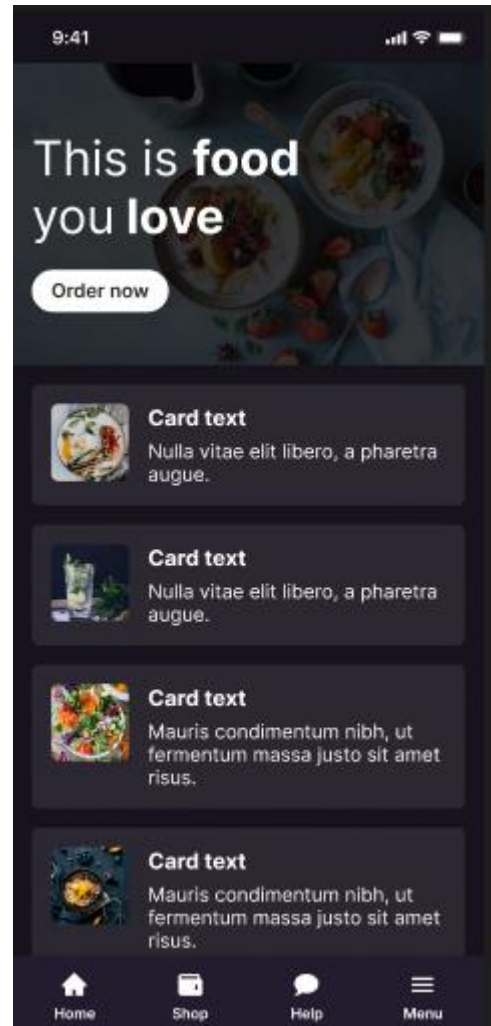 9:41
This is food
you love
Order now
Card text
Nulla vitae elit libero, a pharetra
augue.
Card text
Nulla vitae elit libero, a pharetra
augue.
Card text
Mauris condimentum nibh, ut
fermentum massa justo sit amet
risus.
Card text
Mauris condimentum nibh, ut
fermentum massa justo sit amet
risus.
Home Shop Help Menu